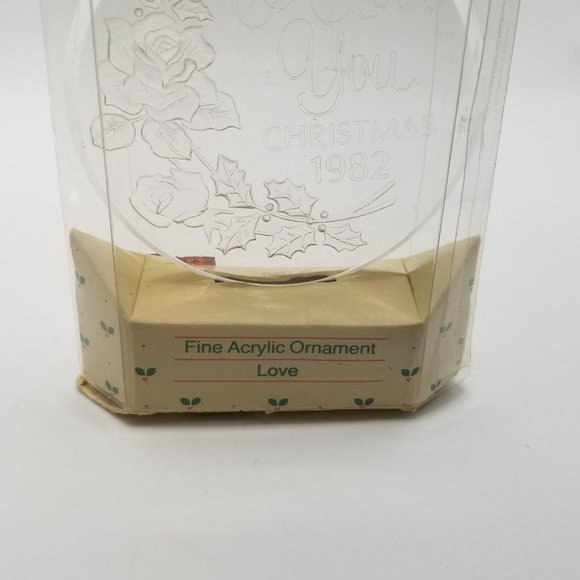 You
CHRISTMAS
1982
Fine Acrylic Ornament
Love